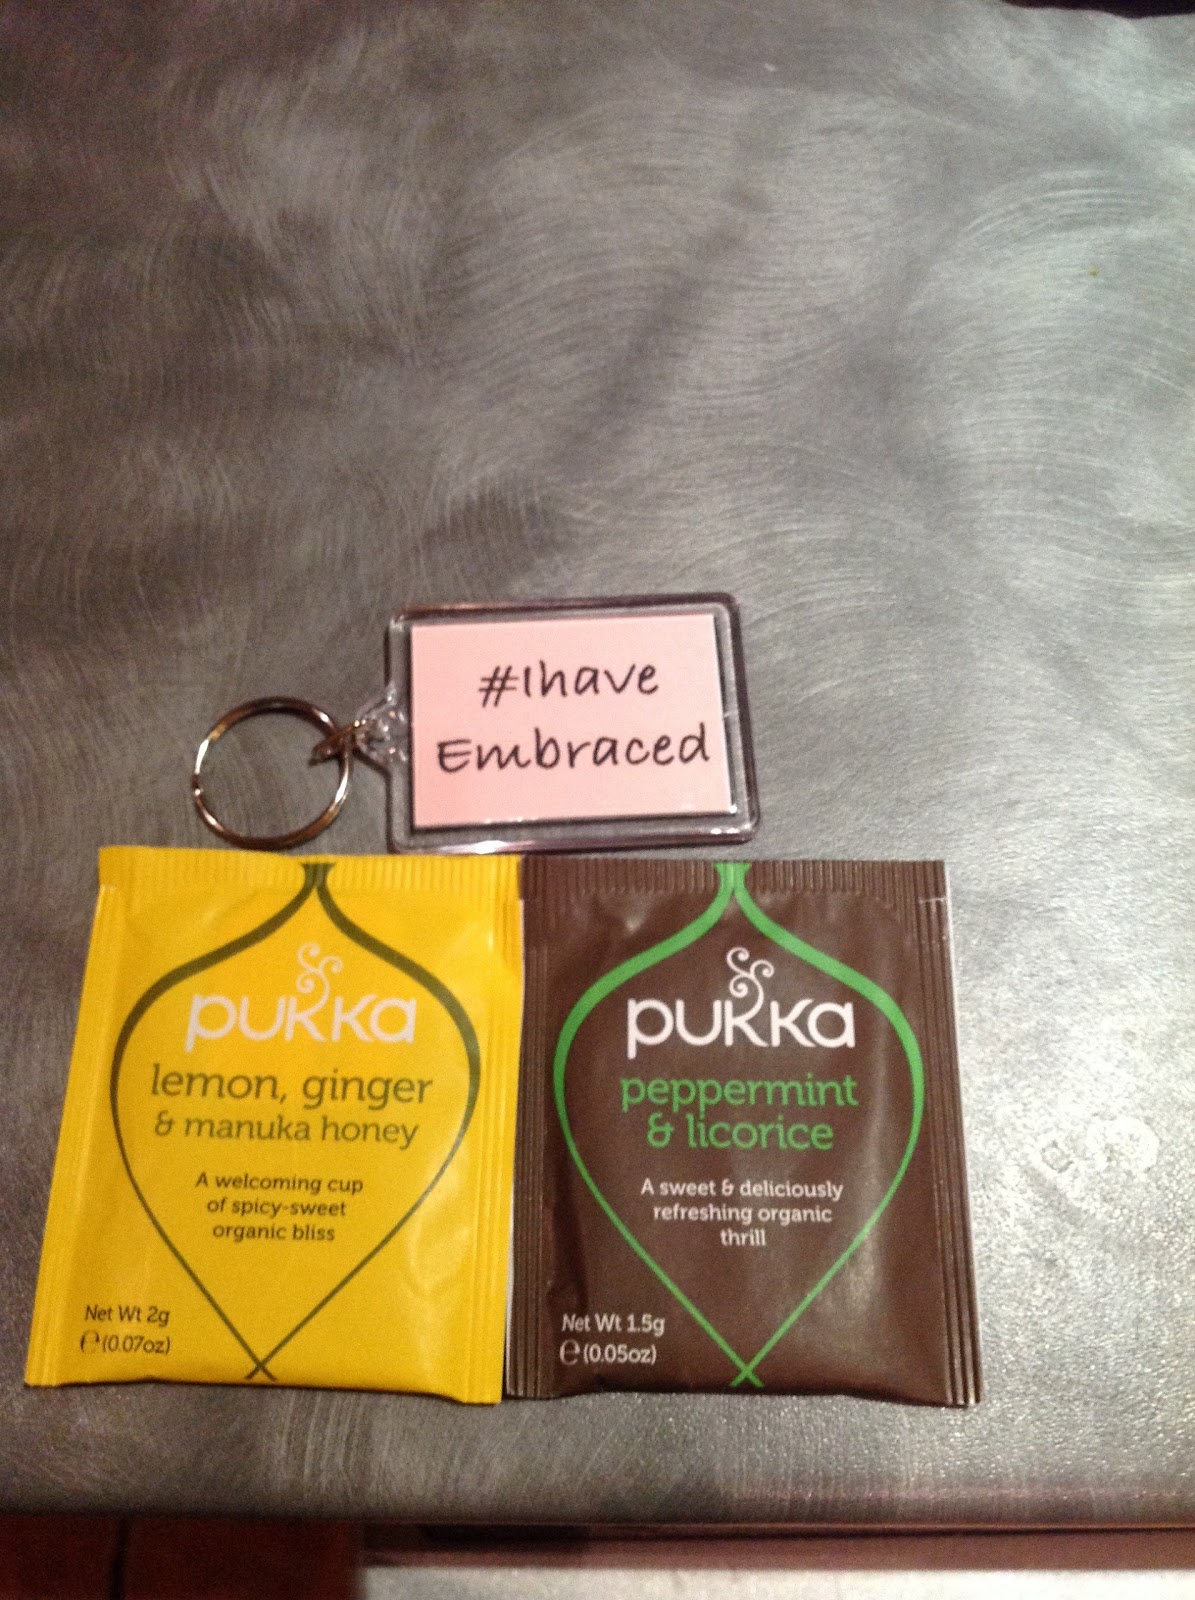 #Ihave
Embraced
pukka
lemon, ginger
& manuka honey
A welcoming cup
of spicy-sweet
organic bliss
Net Wt 2g
℮ (0.07oz)
pukka
peppermint
& licorice
A sweet & deliciously
refreshing organic
thrill
Net Wt 1.5g
℮ (0.05oz)